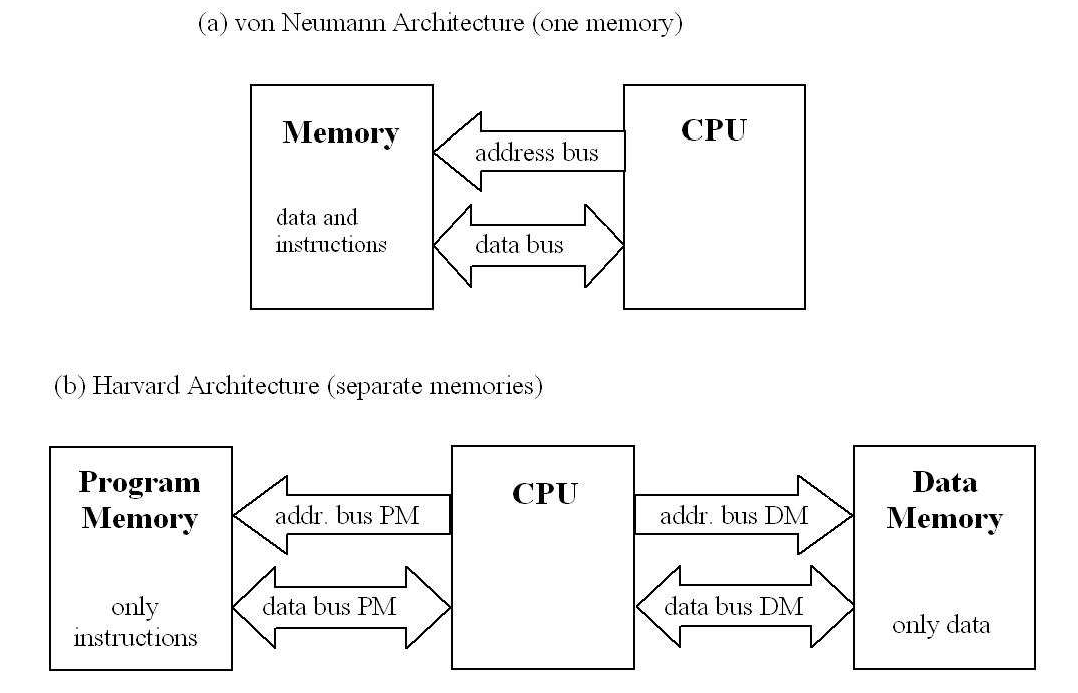 (a) von Neumann Architecture (one memory)
Memory
CPU
address bus
data and
instructions
data bus
(b) Harvard Architecture (separate memories)
Program
Memory
CPU
Data
Memory
addr. bus PM
addr. bus DM
only
instructions
data bus PM
data bus DM
only data